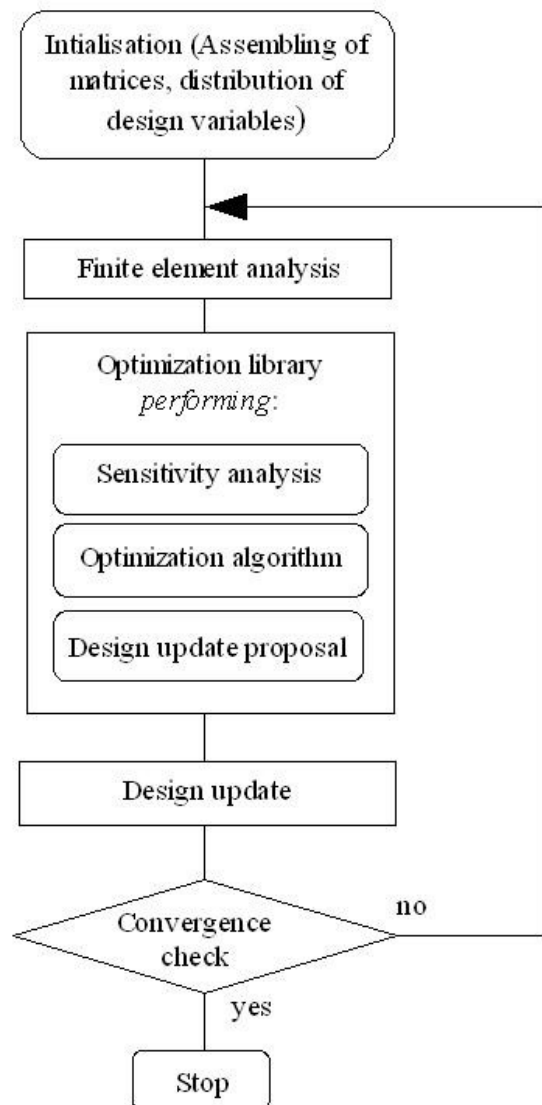 Intialisation (Assembling of
matrices, distribution of
design variables)
Finite element analysis
Optimization library
performing:
Sensitivity analysis
Optimization algorithm
Design update proposal
Design update
Convergence
check
no
yes
Stop